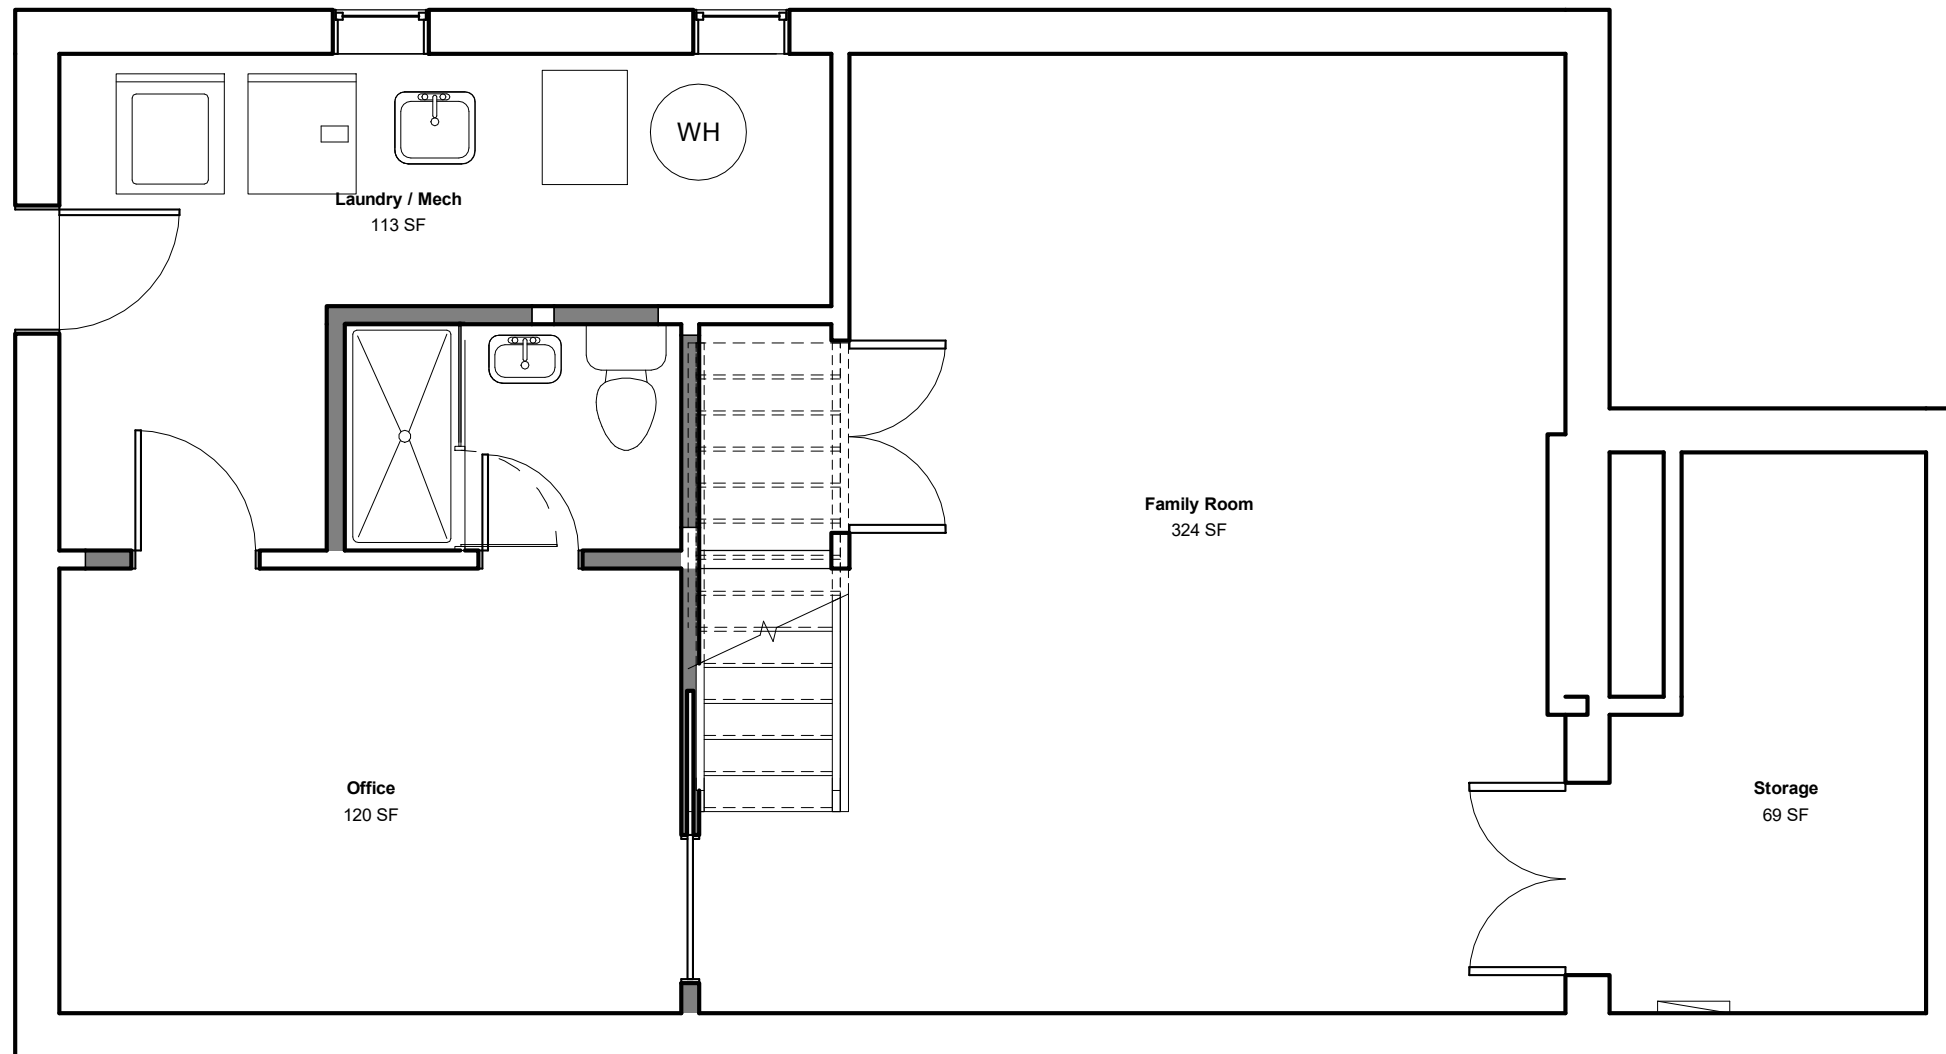 WH
Laundry / Mech
113 SF
Family Room
324 SF
Office
120 SF
Storage
69 SF